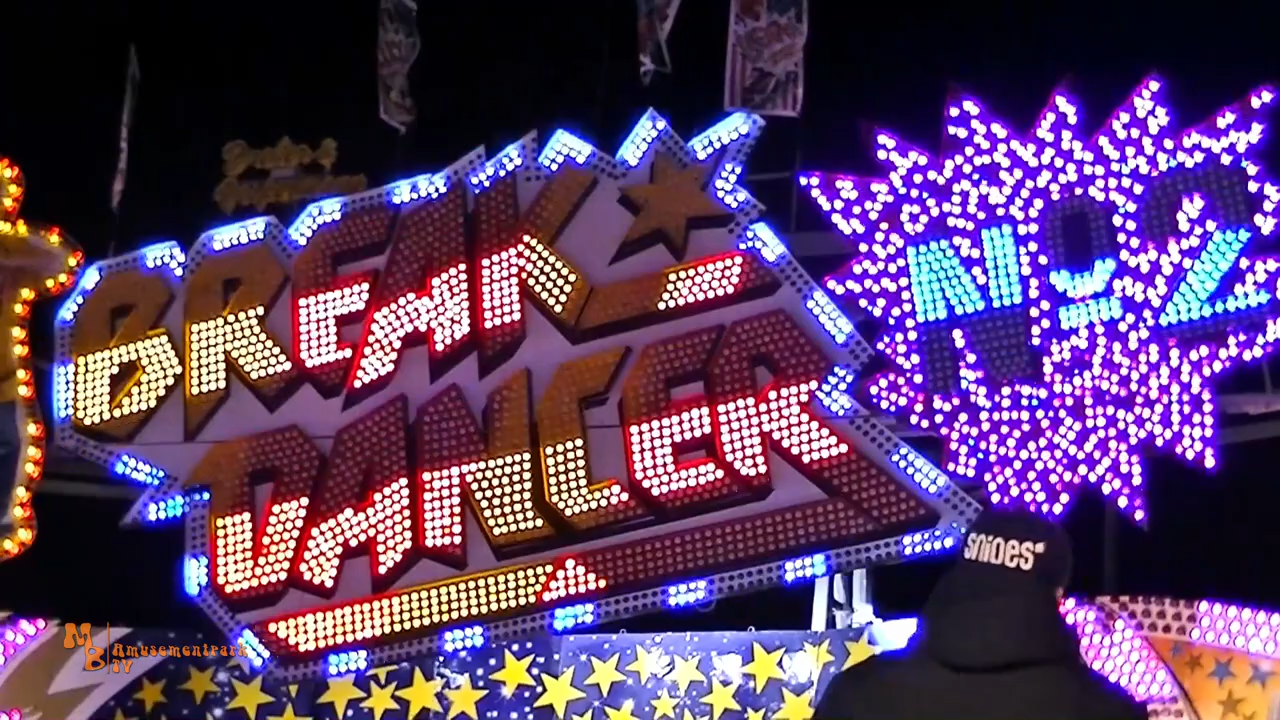 BREAK
DANCER
No 2
snipes
MB Amusementpark
TV